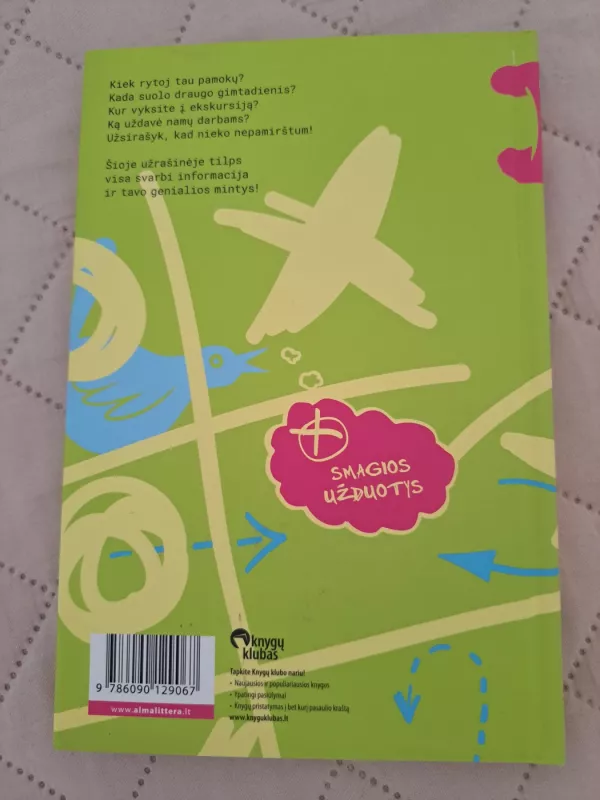 Kiek rytoj tau pamokų?
Kada suolo draugo gimtadienis?
Kur vyksite į ekskursiją?
Ką uždavė namų darbams?
Užsirašyk, kad nieko nepamirštum!
Šioje užrašinėje tilps
visa svarbi informacija
ir tavo genialios mintys!
+
SMAGIOS
UŽDUOTYS
9 786090 129067
www.almalittera.lt
knygų
klubas
Tapkite Knygų klubo nariu!
• Naujausios ir populiariausios knygos
• Ypatingi pasiūlymai
• Knygų pristatymas į bet kurį pasaulio kraštą
www.knyguklubas.lt